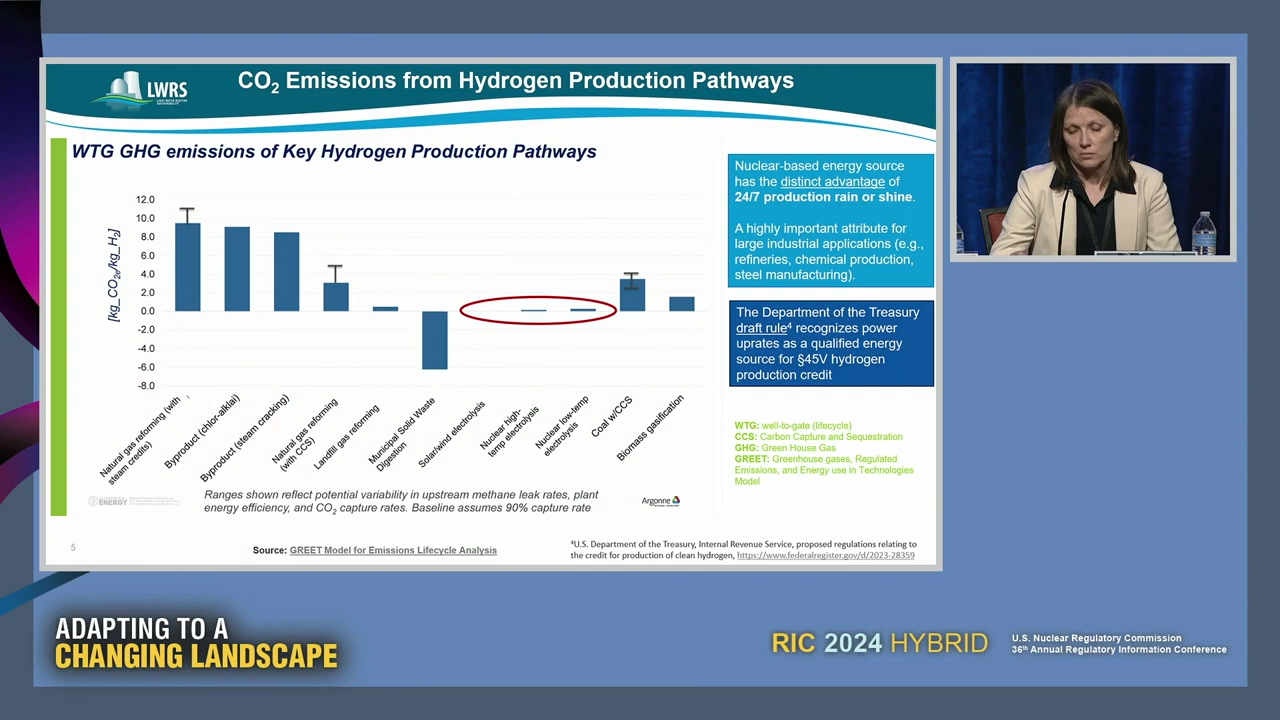 LWRS
LIGHT WATER REACTOR
SUSTAINABILITY
CO2 Emissions from Hydrogen Production Pathways
WTG GHG emissions of Key Hydrogen Production Pathways
[kg_CO2e/kg_H2]
12.0
10.0
8.0
6.0
4.0
2.0
0.0
-2.0
-4.0
-6.0
-8.0
Natural gas reforming (with
steam credits)
Byproduct (chlor-alklai)
Byproduct (steam cracking)
Natural gas reforming
(with CCS)
Landfill gas reforming
Municipal Solid Waste
Digestion
Solar/wind electrolysis
Nuclear high-
temp electrolysis
Nuclear low-temp
electrolysis
Coal w/CCS
Biomass gasification
ENERGY
Ranges shown reflect potential variability in upstream methane leak rates, plant
energy efficiency, and CO2 capture rates. Baseline assumes 90% capture rate
Argonne
Nuclear-based energy source
has the distinct advantage of
24/7 production rain or shine.
A highly important attribute for
large industrial applications (e.g.,
refineries, chemical production,
steel manufacturing).
The Department of the Treasury
draft rule4 recognizes power
uprates as a qualified energy
source for §45V hydrogen
production credit
WTG: well-to-gate (lifecycle)
CCS: Carbon Capture and Sequestration
GHG: Green House Gas
GREET: Greenhouse gases, Regulated
Emissions, and Energy use in Technologies
Model
5
Source: GREET Model for Emissions Lifecycle Analysis
4U.S. Department of the Treasury, Internal Revenue Service, proposed regulations relating to
the credit for production of clean hydrogen, https://www.federalregister.gov/d/2023-28359
ADAPTING TO A
CHANGING LANDSCAPE
RIC 2024 HYBRID
U.S. Nuclear Regulatory Commission
36th Annual Regulatory Information Conference